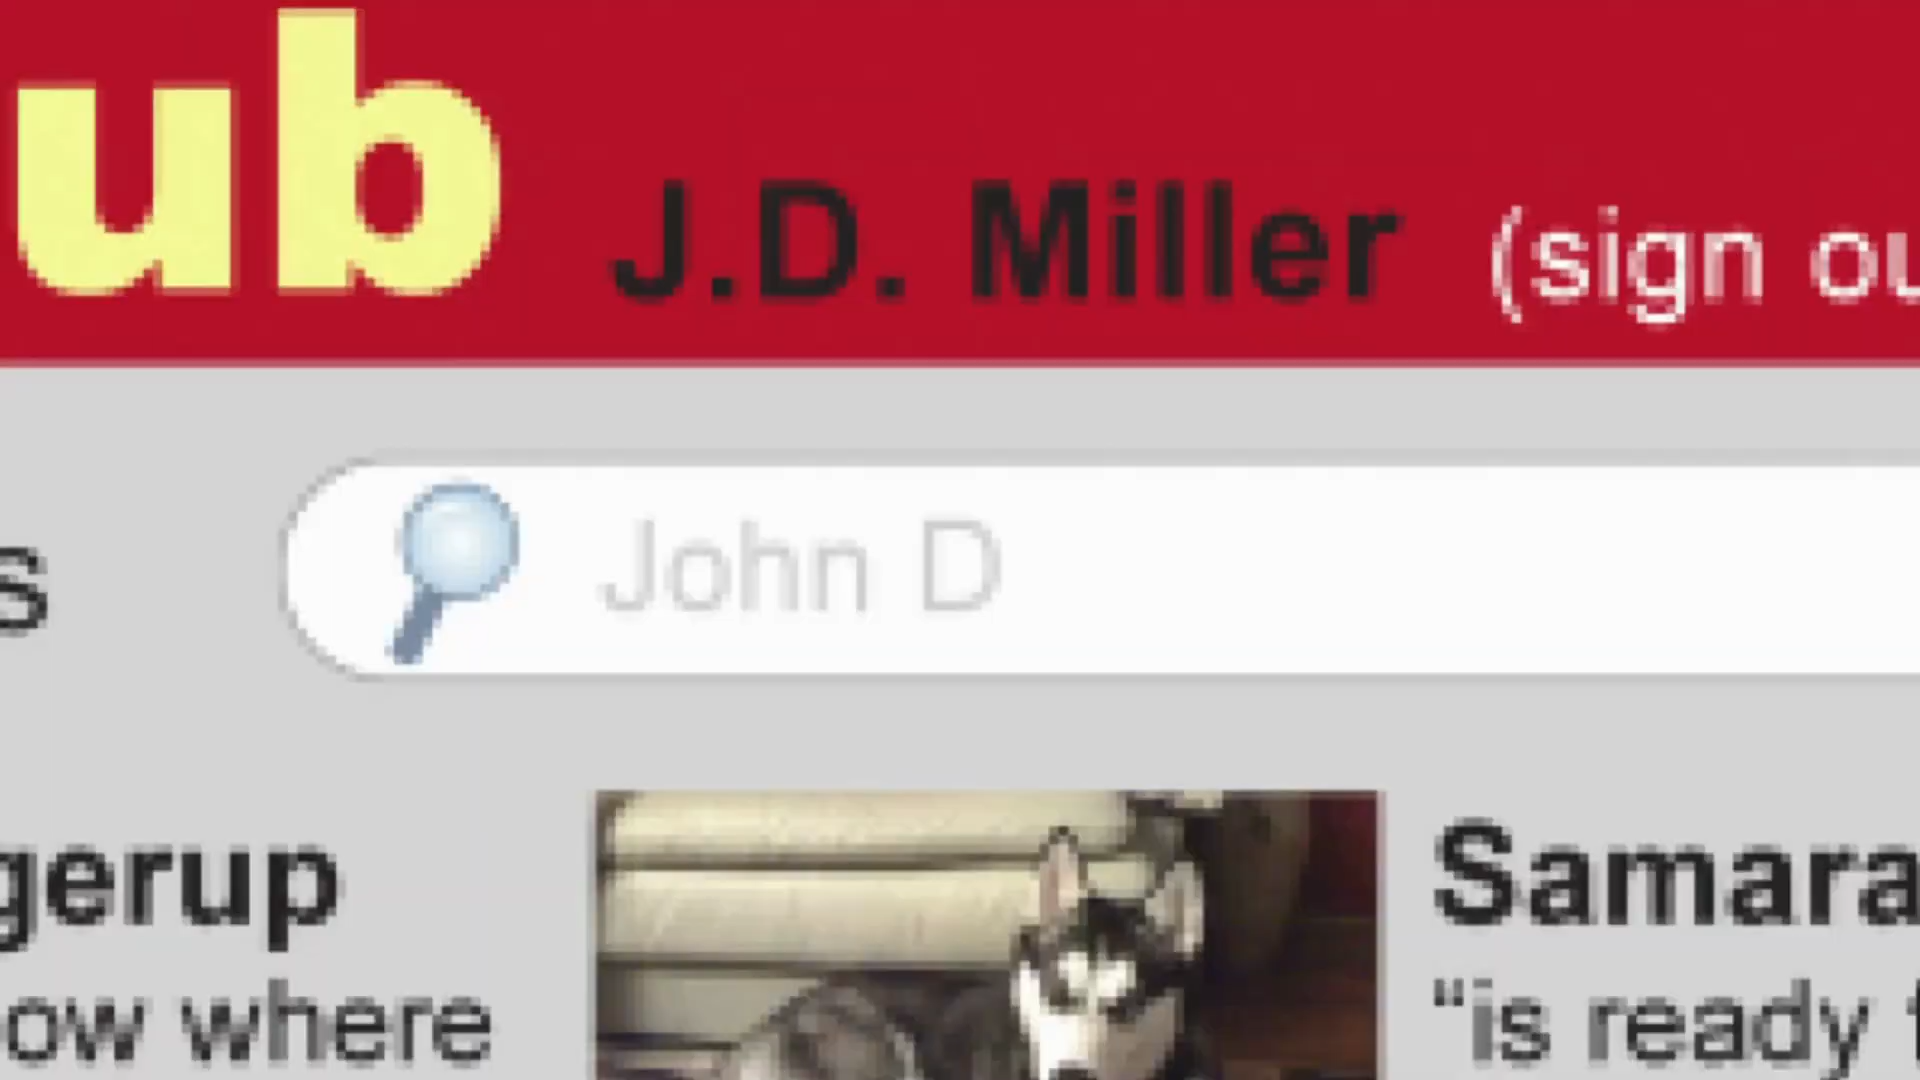 ub J.D. Miller (sign ou
s John D
gerup Samara
ow where "is ready f